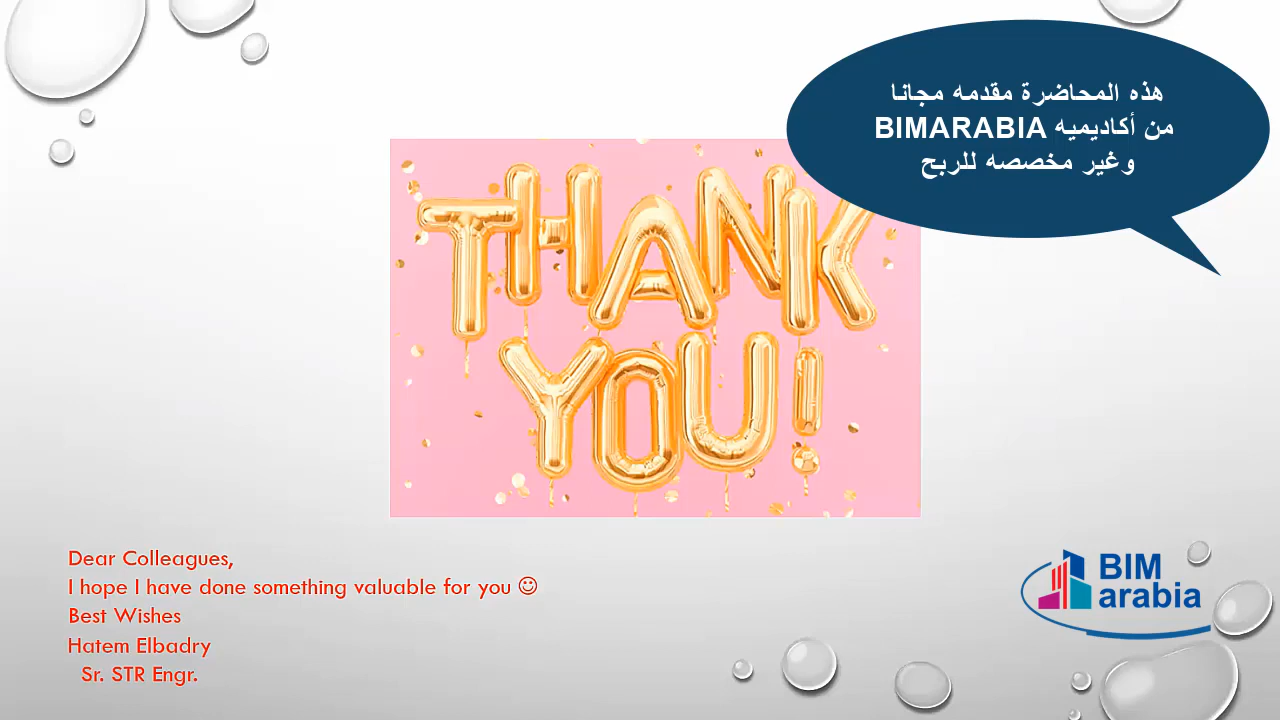 هذه المحاضرة مقدمه مجانا
من أكاديميه BIMARABIA
وغير مخصصه للربح
THANK
YOU!
Dear Colleagues,
I hope I have done something valuable for you ☺
Best Wishes
Hatem Elbadry
Sr. STR Engr.
BIM
arabia